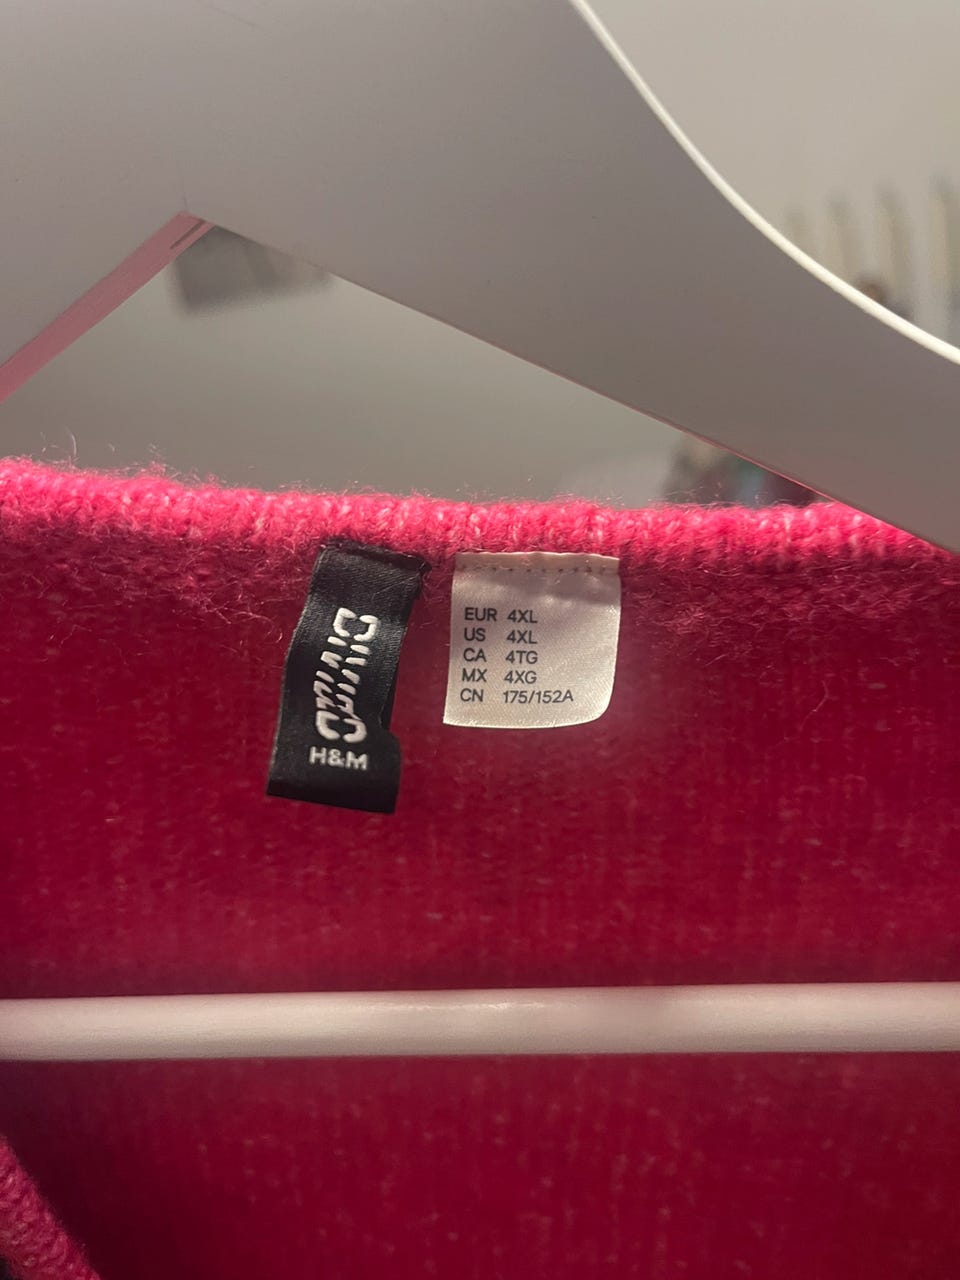 DIVIDED
H&M
EUR 4XL
US 4XL
CA 4TG
MX 4XG
CN 175/152A